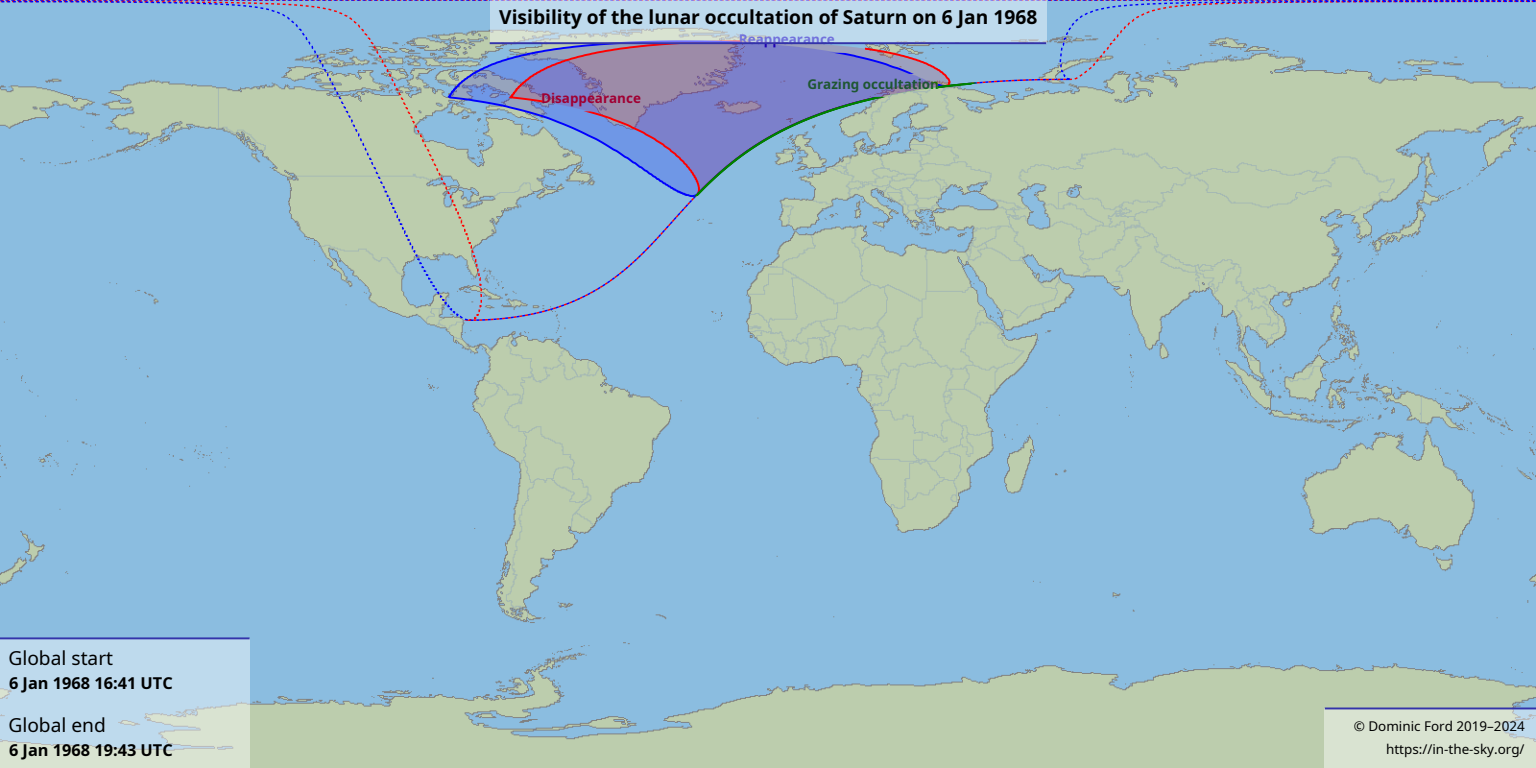 Visibility of the lunar occultation of Saturn on 6 Jan 1968
Reappearance
Grazing occultation
Disappearance
Global start
6 Jan 1968 16:41 UTC
Global end
6 Jan 1968 19:43 UTC
© Dominic Ford 2019–2024
https://in-the-sky.org/